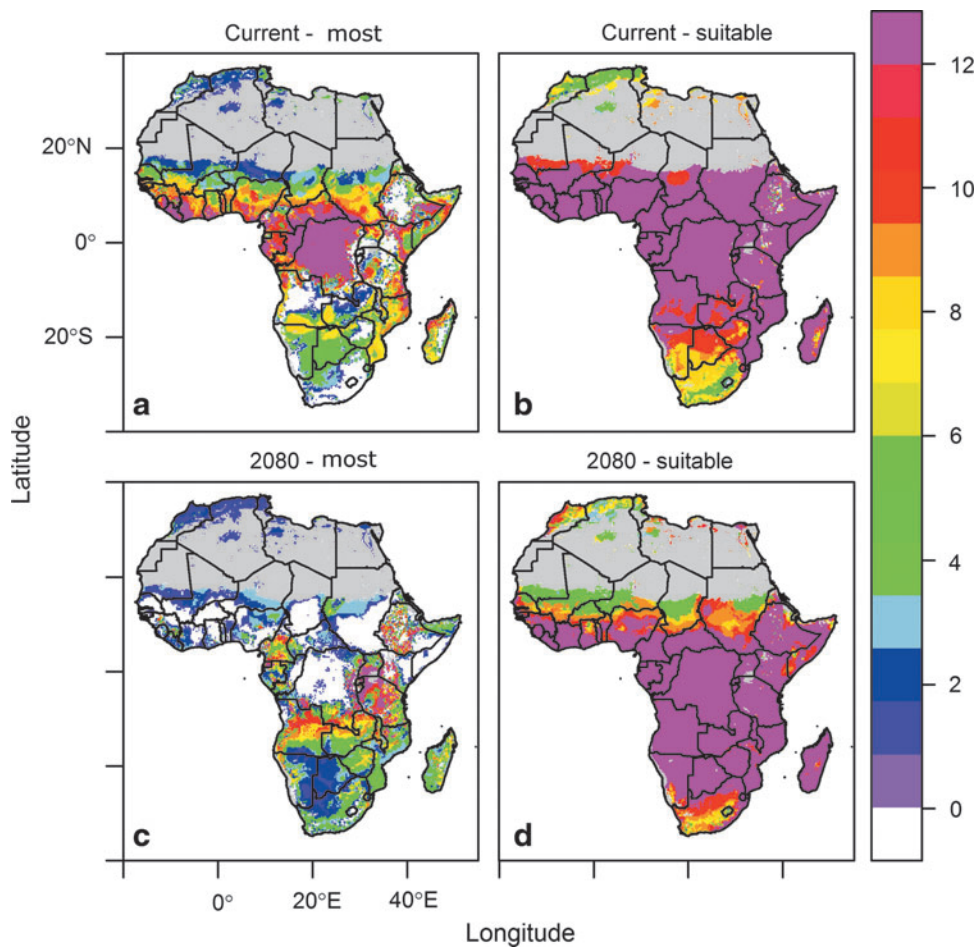 Current - most
Current - suitable
20°N
0°
20°S
a
b
12
10
8
6
4
2
0
Latitude
2080 - most
2080 - suitable
c
d
0°
20°E
40°E
Longitude